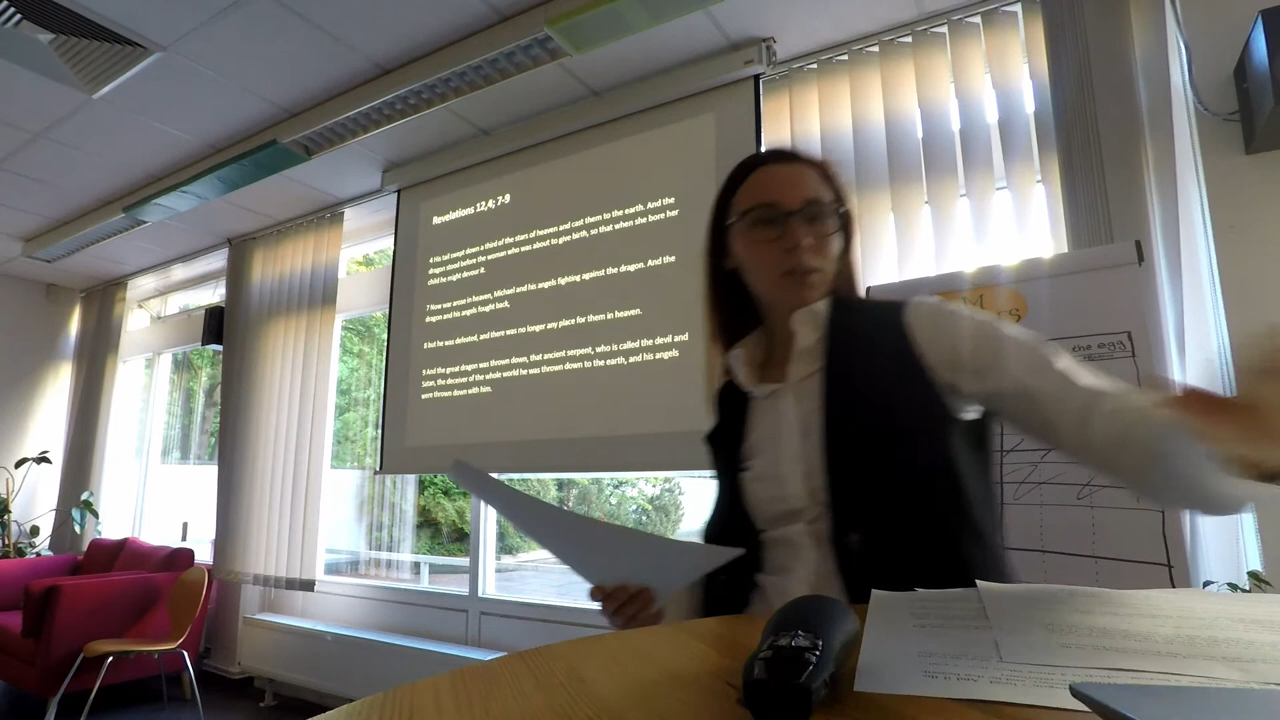 Revelations 12,4; 7-9
4 His tail swept down a third of the stars of heaven and cast them to the earth. And the
dragon stood before the woman who was about to give birth, so that when she bore her
child he might devour it.
7 Now war arose in heaven, Michael and his angels fighting against the dragon. And the
dragon and his angels fought back,
8 but he was defeated, and there was no longer any place for them in heaven.
9 And the great dragon was thrown down, that ancient serpent, who is called the devil and
Satan, the deceiver of the whole world he was thrown down to the earth, and his angels
were thrown down with him.
M
the egg